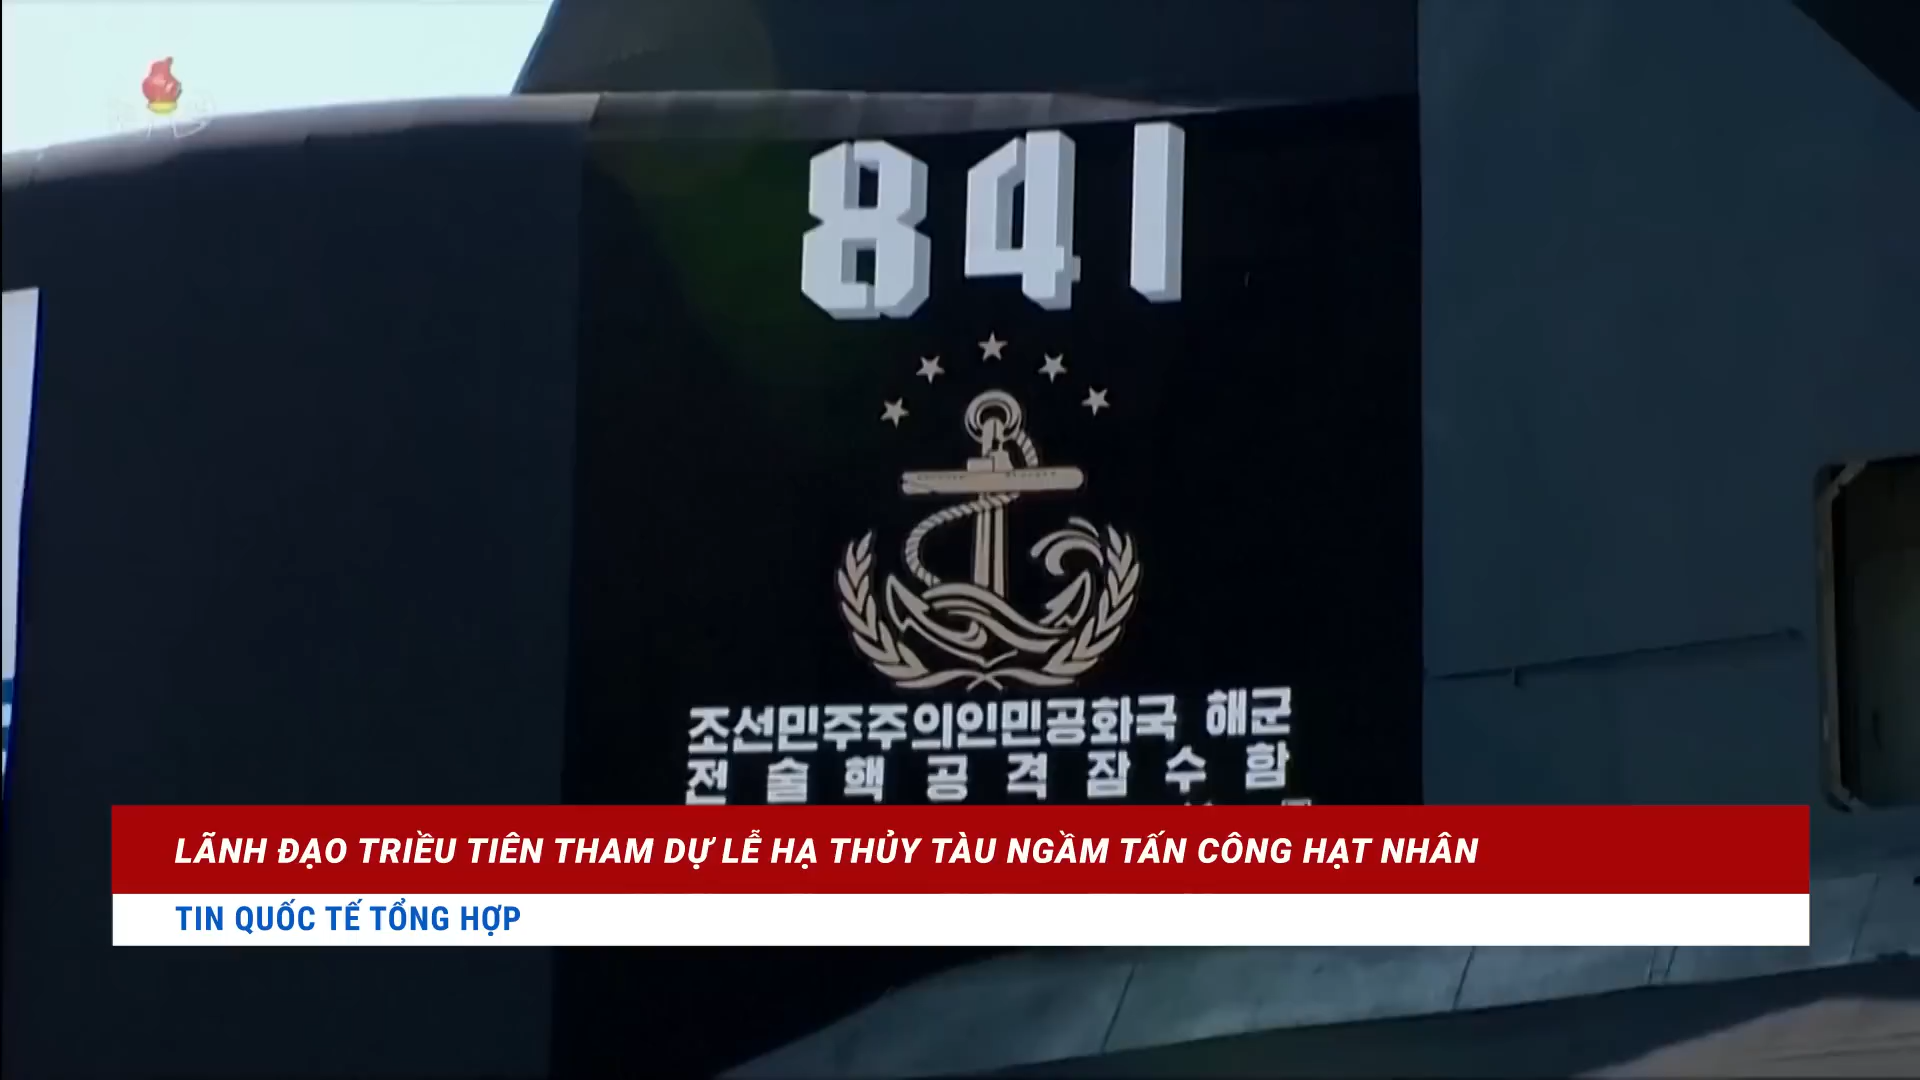 841
조선민주주의인민공화국 해군
전술핵공격잠수함
LÃNH ĐẠO TRIỀU TIÊN THAM DỰ LỄ HẠ THỦY TÀU NGẦM TẤN CÔNG HẠT NHÂN
TIN QUỐC TẾ TỔNG HỢP